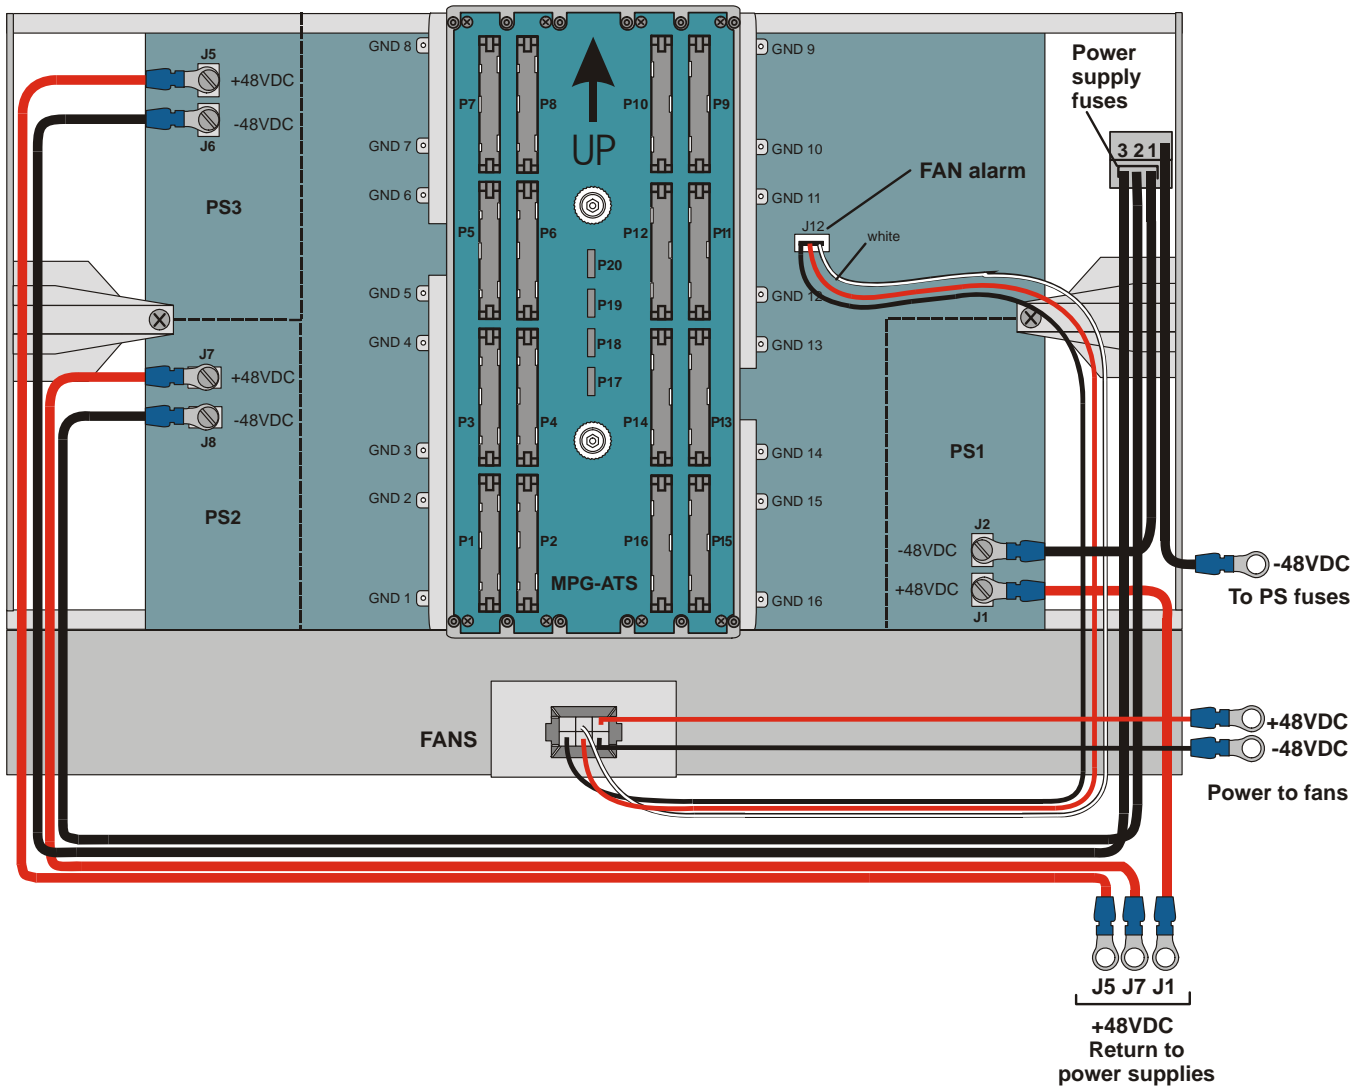 J5
+48VDC
-48VDC
J6
PS3
J7
+48VDC
-48VDC
J8
PS2
GND 8
GND 7
GND 6
GND 5
GND 4
GND 3
GND 2
GND 1
P7
P8
P5
P6
P3
P4
P1
P2
UP
P20
P19
P18
P17
MPG-ATS
P10
P9
P12
P11
P14
P13
P16
P15
GND 9
GND 10
GND 11
GND 12
GND 13
GND 14
GND 15
GND 16
FAN alarm
J12
white
Power
supply
fuses
3 2 1
PS1
J2
-48VDC
+48VDC
J1
-48VDC
To PS fuses
FANS
+48VDC
-48VDC
Power to fans
J5 J7 J1
+48VDC
Return to
power supplies